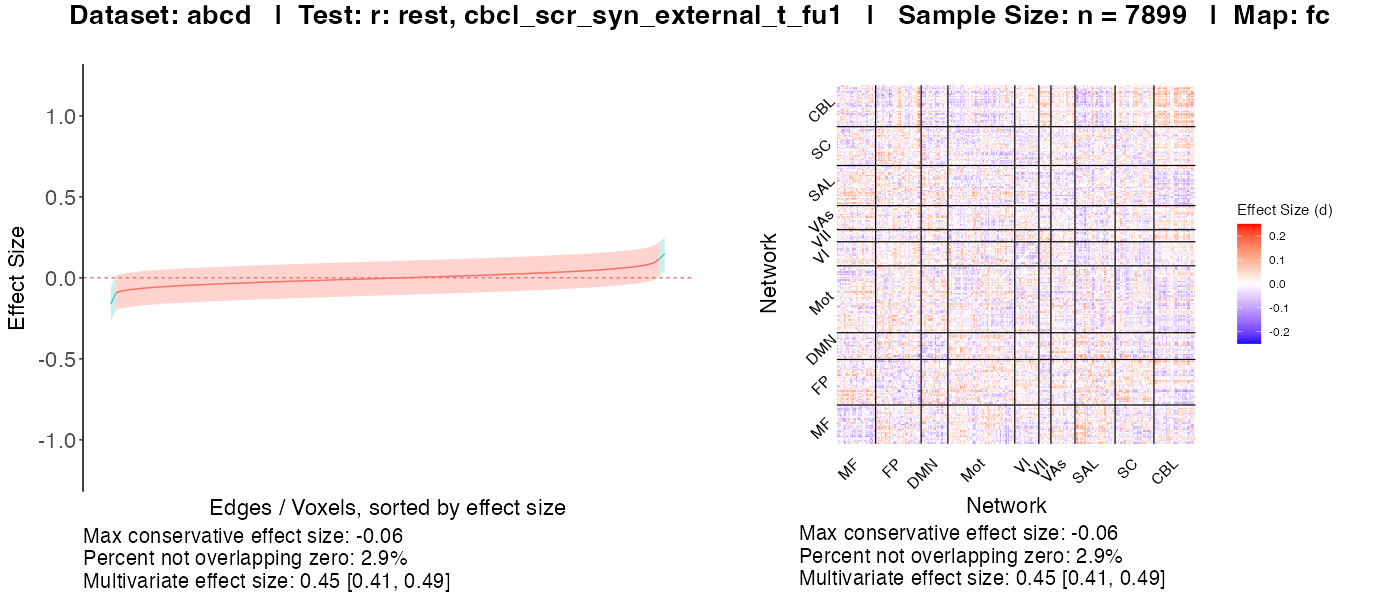 Dataset: abcd | Test: r: rest, cbcl_scr_syn_external_t_fu1 | Sample Size: n = 7899 | Map: fc
Effect Size
1.0
0.5
0.0
-0.5
-1.0
Edges / Voxels, sorted by effect size
Max conservative effect size: -0.06
Percent not overlapping zero: 2.9%
Multivariate effect size: 0.45 [0.41, 0.49]
Network
CBL
SC
SAL
VAs
VII
VI
Mot
DMN
FP
MF
MF
FP
DMN
Mot
VI
VII
VAs
SAL
SC
CBL
Network
Max conservative effect size: -0.06
Percent not overlapping zero: 2.9%
Multivariate effect size: 0.45 [0.41, 0.49]
Effect Size (d)
0.2
0.1
0.0
-0.1
-0.2